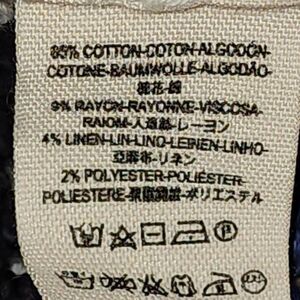 85% COTTON-COTON-ALGODÓN-
COTONE-BAUMWOLLE-ALGODÃO-
棉花-綿
9% RAYON-RAYONNE-VISCOSA-
RAIOM-人造絲-レーヨン
4% LINEN-LIN-LINO-LEINEN-LINHO-
亞麻布-リネン
2% POLYESTER-POLIÉSTER-
POLIESTERE-聚酯纖維-ポリエステル